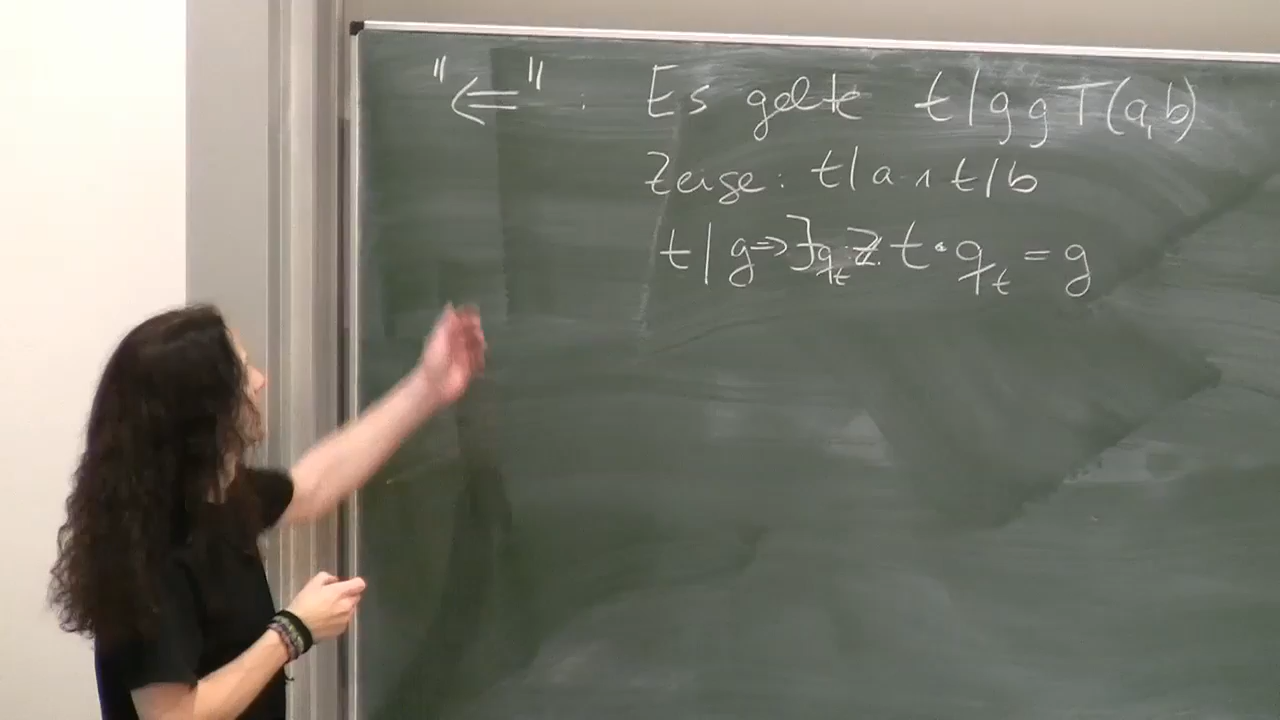 "⇐" : Es gelte t | ggT(a,b)
Zeige: t | a ∧ t | b
t | g ⇒ ∃ q_t : ℤ. t · q_t = g